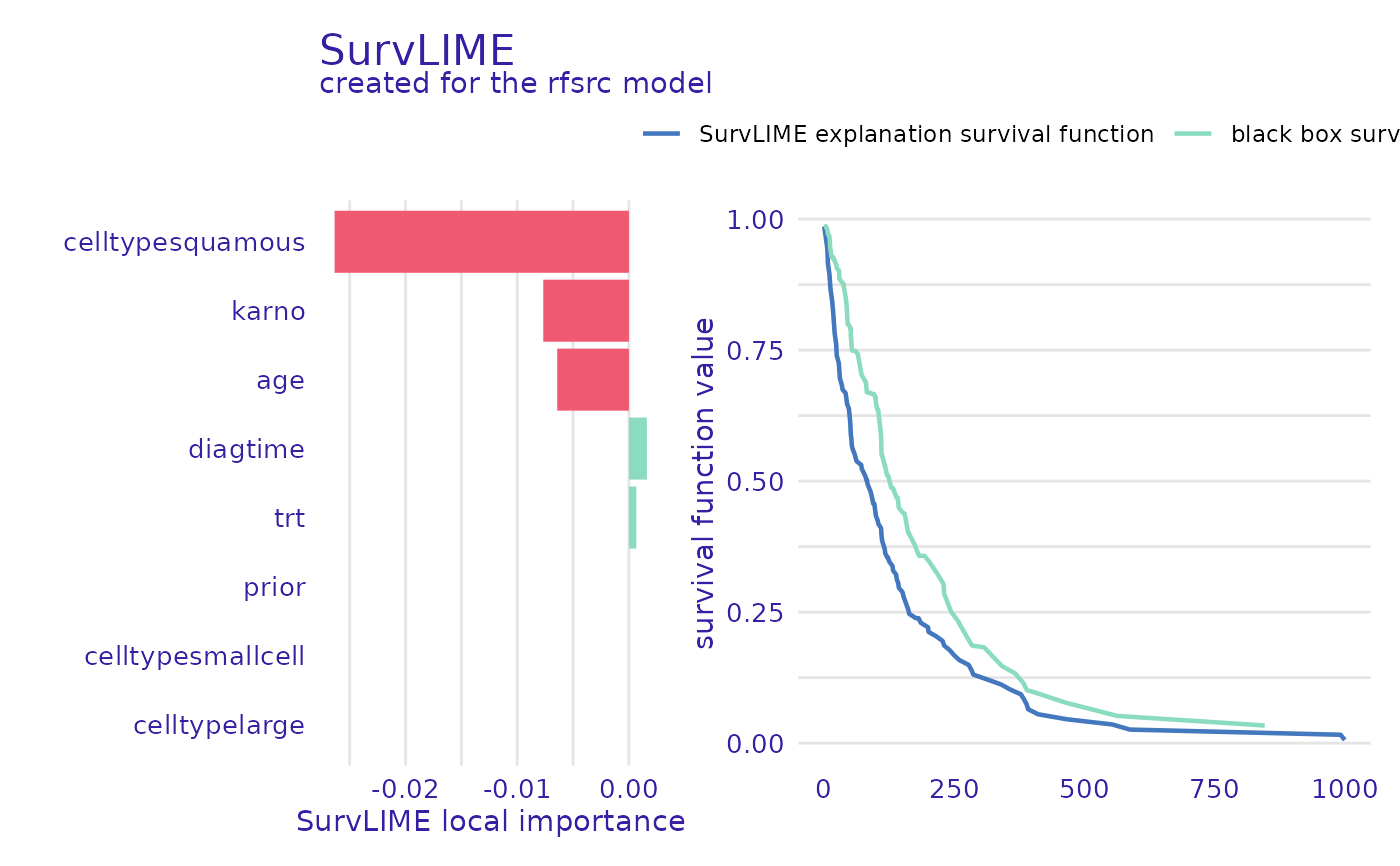 SurvLIME
created for the rfsrc model
SurvLIME explanation survival function
black box surv
celltypesquamous
karno
age
diagtime
trt
prior
celltypesmallcell
celltypelarge
-0.02 -0.01 0.00
SurvLIME local importance
survival function value
1.00
0.75
0.50
0.25
0.00
0 250 500 750 1000